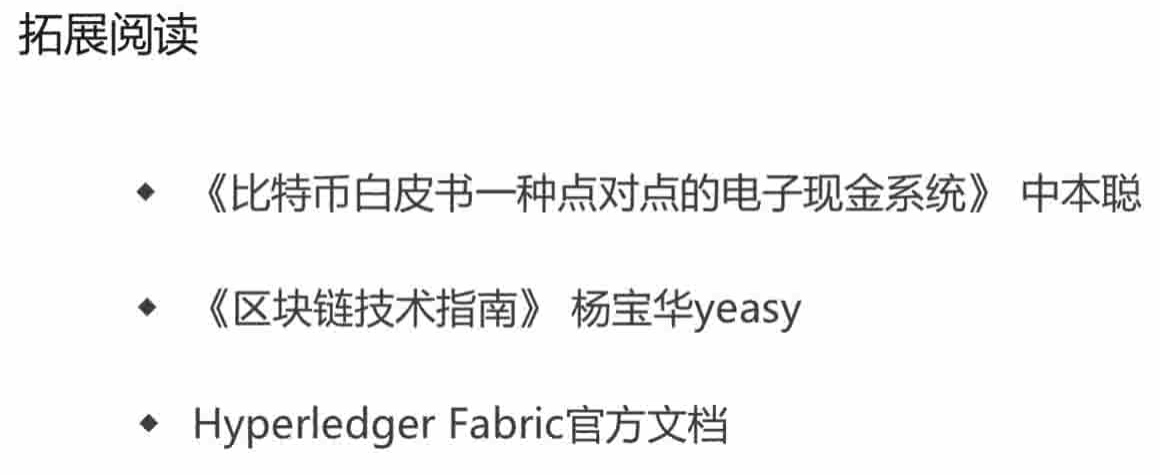 拓展阅读
◆ 《比特币白皮书一种点对点的电子现金系统》 中本聪
◆ 《区块链技术指南》 杨宝华yeasy
◆ Hyperledger Fabric官方文档